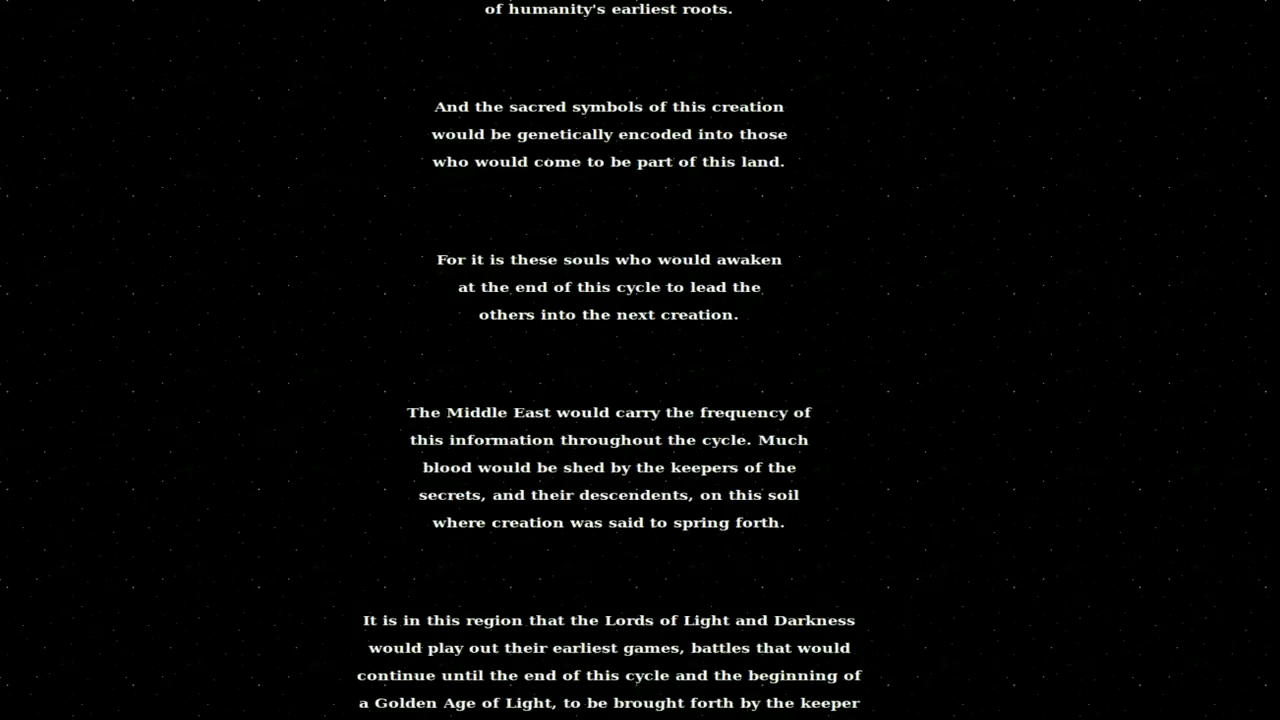 of humanity's earliest roots.
And the sacred symbols of this creation
would be genetically encoded into those
who would come to be part of this land.
For it is these souls who would awaken
at the end of this cycle to lead the
others into the next creation.
The Middle East would carry the frequency of
this information throughout the cycle. Much
blood would be shed by the keepers of the
secrets, and their descendents, on this soil
where creation was said to spring forth.
It is in this region that the Lords of Light and Darkness
would play out their earliest games, battles that would
continue until the end of this cycle and the beginning of
a Golden Age of Light, to be brought forth by the keeper